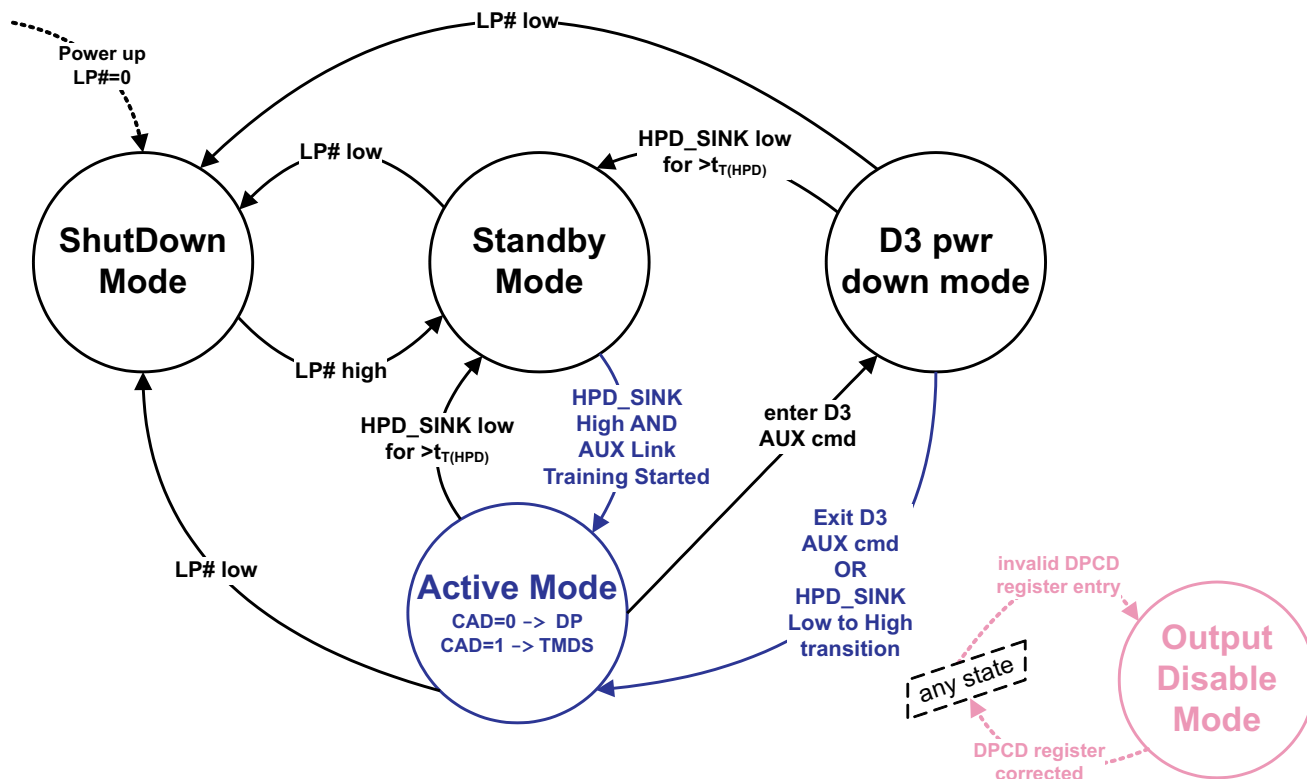 LP# low
Power up
LP#=0
LP# low
HPD_SINK low
for >tT(HPD)
ShutDown
Mode
Standby
Mode
D3 pwr
down mode
LP# high
HPD_SINK low
for >tT(HPD)
HPD_SINK
High AND
AUX Link
Training Started
enter D3
AUX cmd
LP# low
Active Mode
CAD=0 –> DP
CAD=1 –> TMDS
Exit D3
AUX cmd
OR
HPD_SINK
Low to High
transition
invalid DPCD
register entry
any state
Output
Disable
Mode
DPCD register
corrected